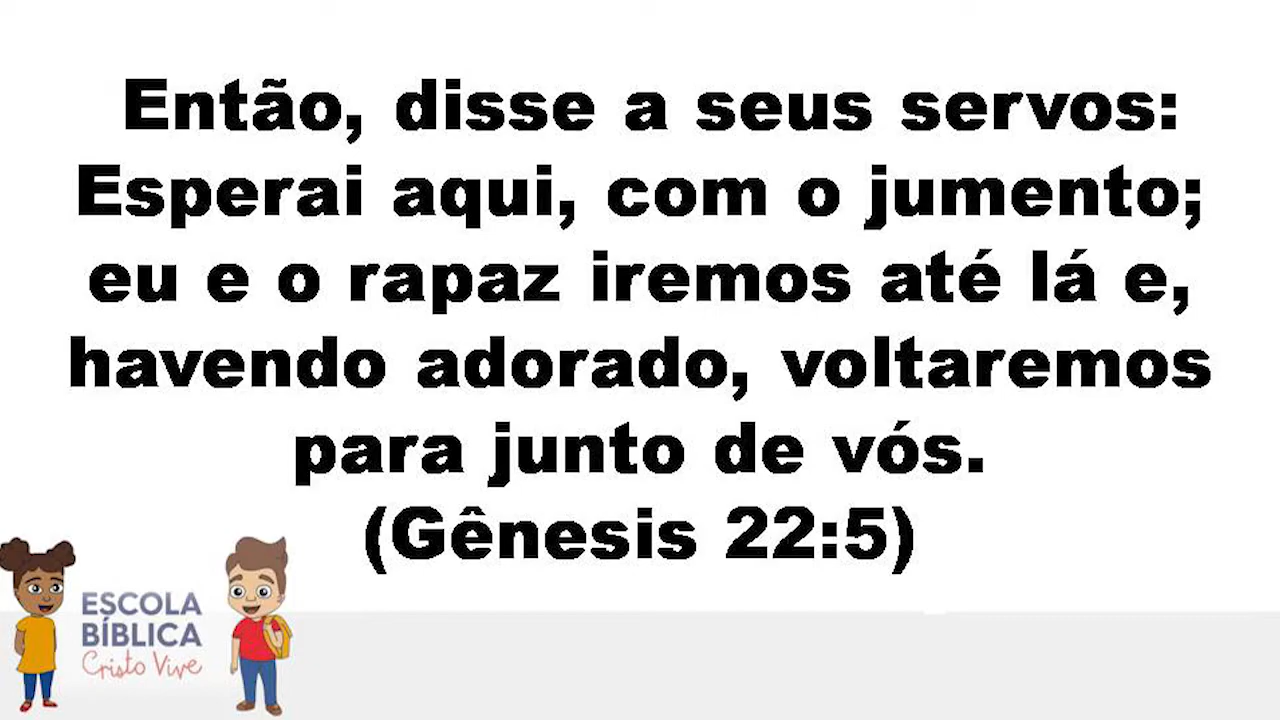 Então, disse a seus servos:
Esperai aqui, com o jumento;
eu e o rapaz iremos até lá e,
havendo adorado, voltaremos
para junto de vós.
(Gênesis 22:5)
ESCOLA
BÍBLICA
Cristo Vive